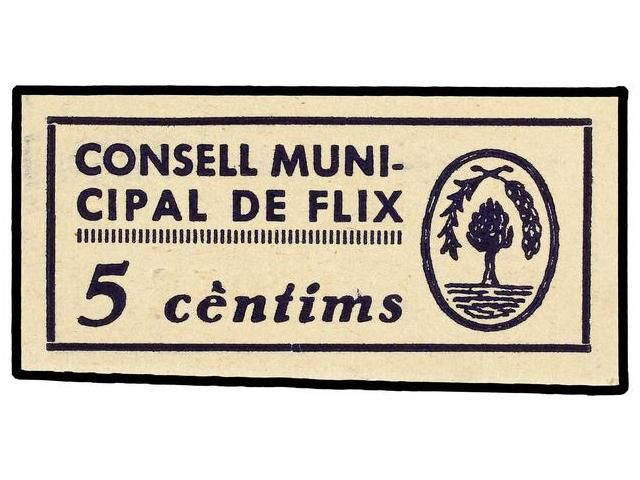 CONSELL MUNI-
CIPAL DE FLIX
5 cèntims